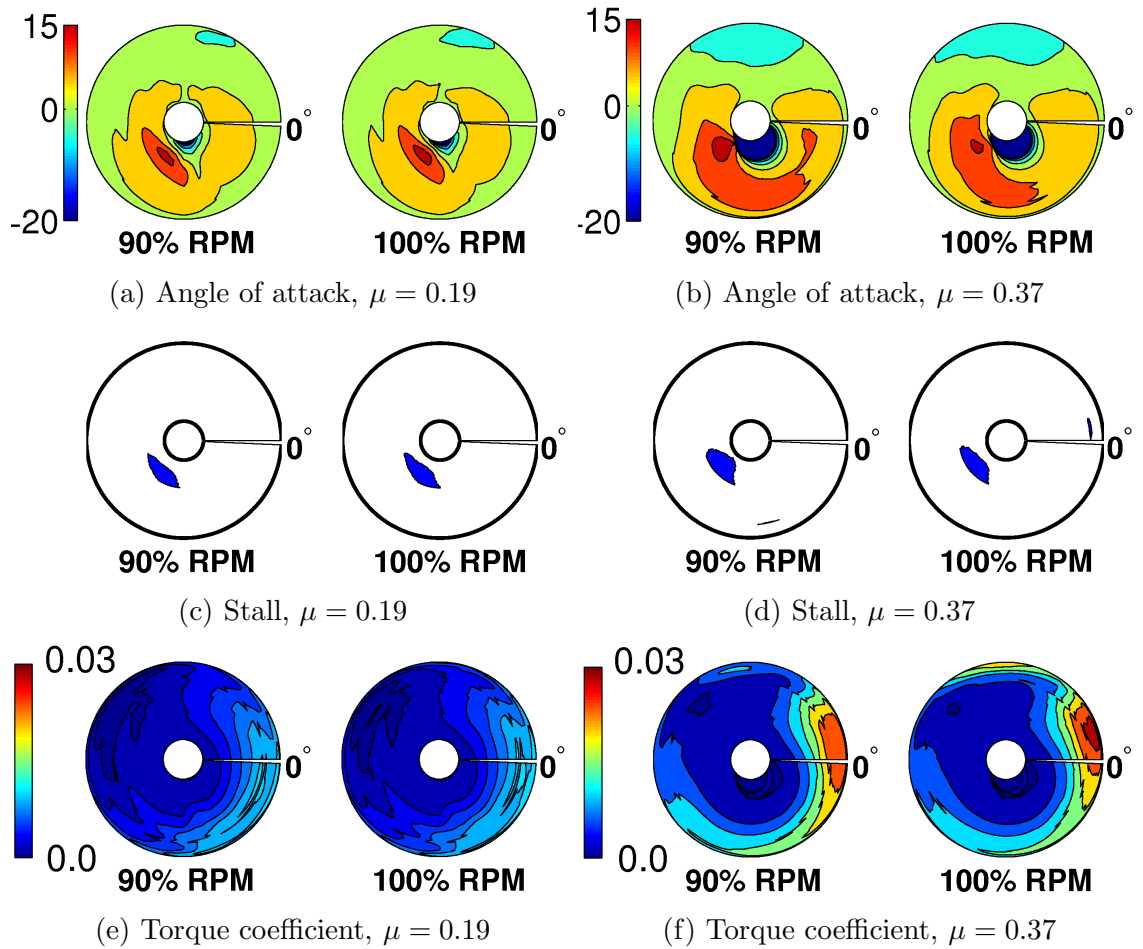 15
0
-20
0°
90% RPM
0°
100% RPM
(a) Angle of attack, μ = 0.19
15
0
-20
0°
90% RPM
0°
100% RPM
(b) Angle of attack, μ = 0.37
0°
90% RPM
0°
100% RPM
(c) Stall, μ = 0.19
0°
90% RPM
0°
100% RPM
(d) Stall, μ = 0.37
0.03
0.0
0°
90% RPM
0°
100% RPM
(e) Torque coefficient, μ = 0.19
0.03
0.0
0°
90% RPM
0°
100% RPM
(f) Torque coefficient, μ = 0.37